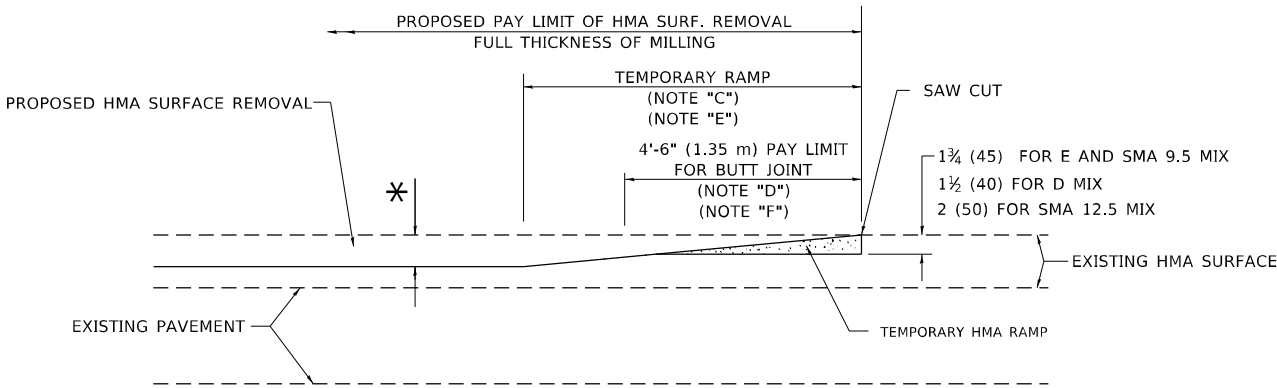 PROPOSED PAY LIMIT OF HMA SURF. REMOVAL
FULL THICKNESS OF MILLING
TEMPORARY RAMP
(NOTE "C")
(NOTE "E")
SAW CUT
PROPOSED HMA SURFACE REMOVAL
4'-6" (1.35 m) PAY LIMIT
FOR BUTT JOINT
(NOTE "D")
(NOTE "F")
1¾ (45) FOR E AND SMA 9.5 MIX
1½ (40) FOR D MIX
2 (50) FOR SMA 12.5 MIX
*
EXISTING HMA SURFACE
EXISTING PAVEMENT
TEMPORARY HMA RAMP